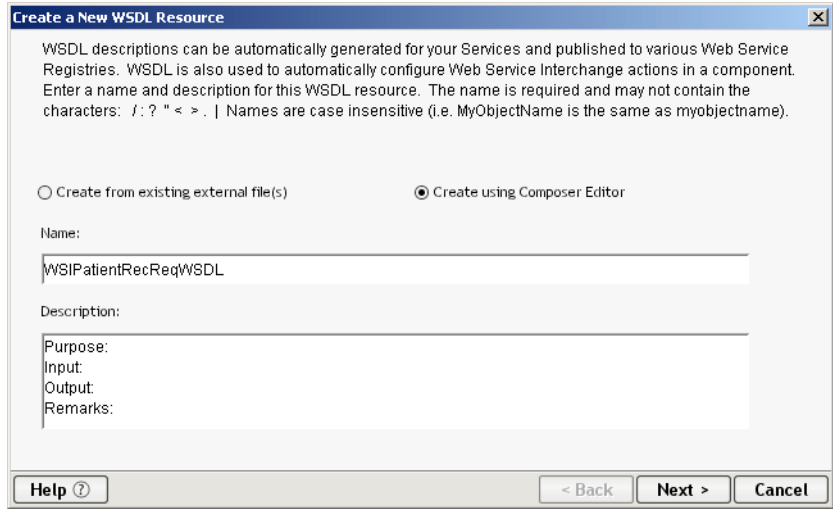 Create a New WSDL Resource
WSDL descriptions can be automatically generated for your Services and published to various Web Service
Registries. WSDL is also used to automatically configure Web Service Interchange actions in a component.
Enter a name and description for this WSDL resource. The name is required and may not contain the
characters: / : ? " < > . | Names are case insensitive (i.e. MyObjectName is the same as myobjectname).
Create from existing external file(s) Create using Composer Editor
Name:
WSIPatientRecReqWSDL
Description:
Purpose:
Input:
Output:
Remarks:
Help ? < Back Next > Cancel